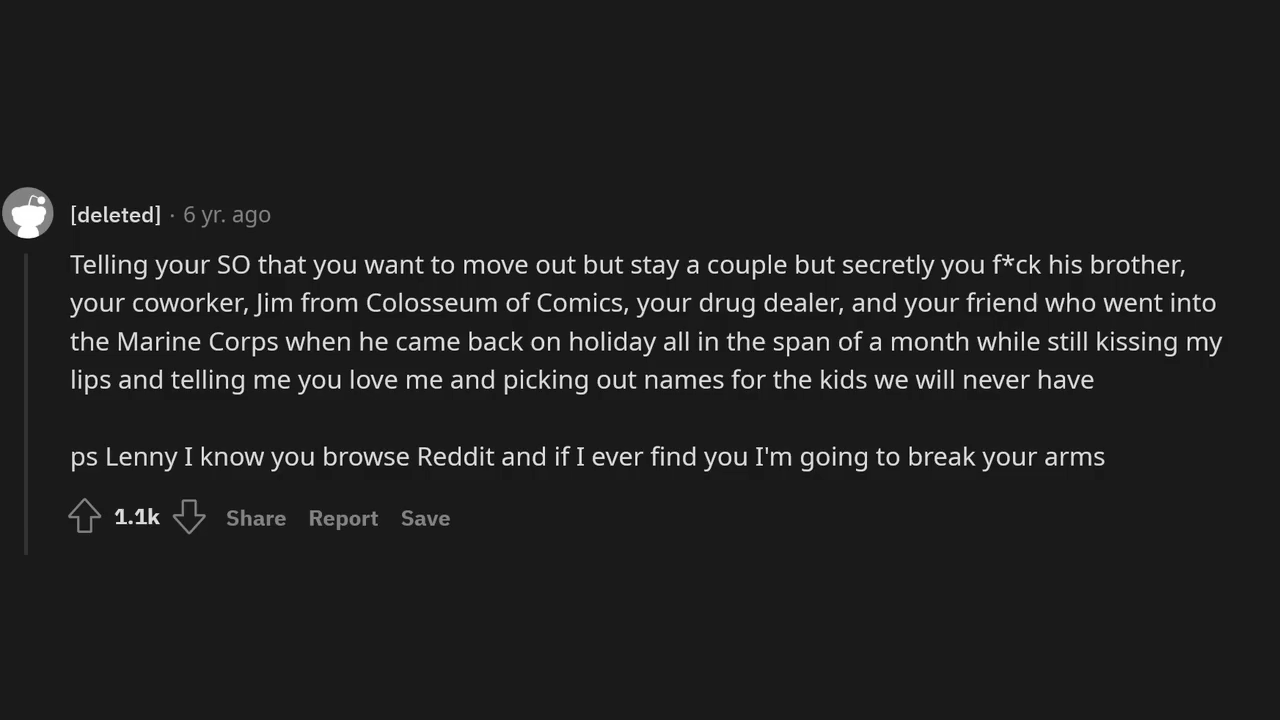 [deleted] · 6 yr. ago
Telling your SO that you want to move out but stay a couple but secretly you f*ck his brother,
your coworker, Jim from Colosseum of Comics, your drug dealer, and your friend who went into
the Marine Corps when he came back on holiday all in the span of a month while still kissing my
lips and telling me you love me and picking out names for the kids we will never have
ps Lenny I know you browse Reddit and if I ever find you I'm going to break your arms
1.1k Share Report Save